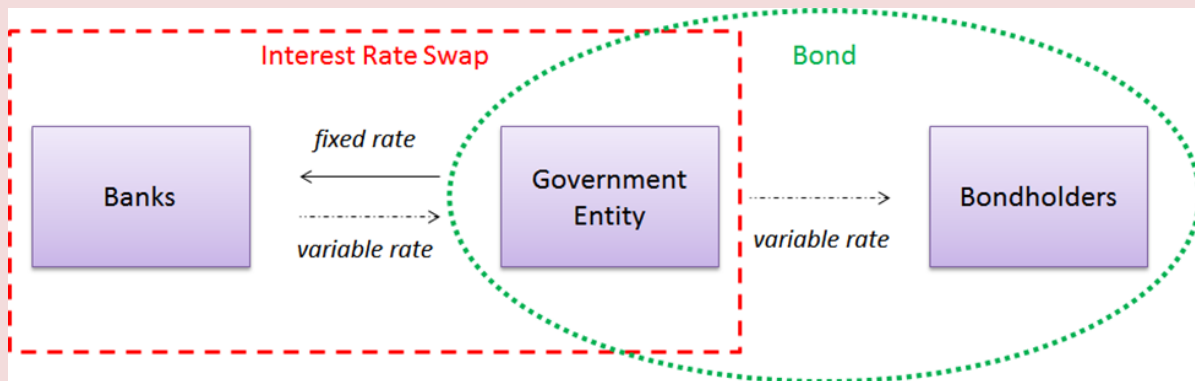 Interest Rate Swap
Bond
Banks
fixed rate
variable rate
Government
Entity
variable rate
Bondholders